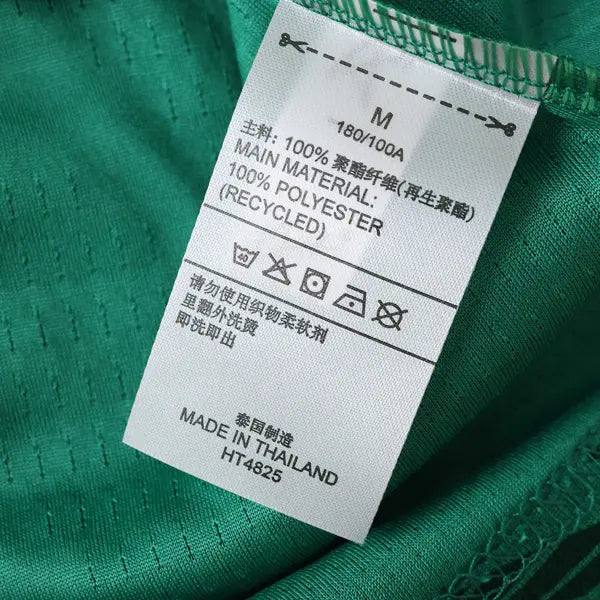 M
180/100A
主料: 100% 聚酯纤维(再生聚酯)
MAIN MATERIAL:
100% POLYESTER
(RECYCLED)
40
请勿使用织物柔软剂
里翻外洗烫
即洗即出
泰国制造
MADE IN THAILAND
HT4825